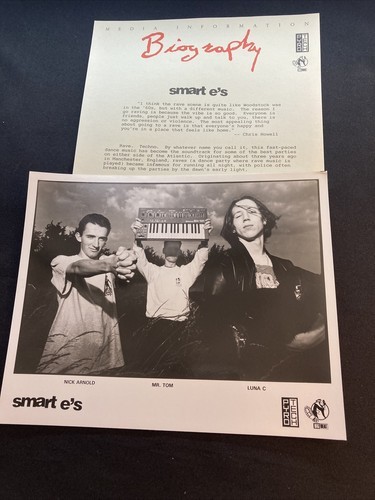 MEDIA INFORMATION
Biography
PYRO
TECH
smart e's
"I think the rave scene is quite like Woodstock was
in the '60s, but with a different music. The reason I
go raving is because the vibe is so good. Everyone is
friends, people just walk up and talk to you, there is
no aggression or violence. The most appealing thing
about going to a rave is that everyone's happy and
you're in a place that feels like home."
-- Chris Howell
Rave. Techno. By whatever name you call it, this fast-paced
dance music has become the soundtrack for some of the best parties
on either side of the Atlantic. Originating about three years ago
in Manchester, England, raves (a dance party where rave music is
played) became notorious for running all night, with police often
breaking up the parties by the dawn's early light.
NICK ARNOLD
MR. TOM
LUNA C
smart e's
PYRO
TECH